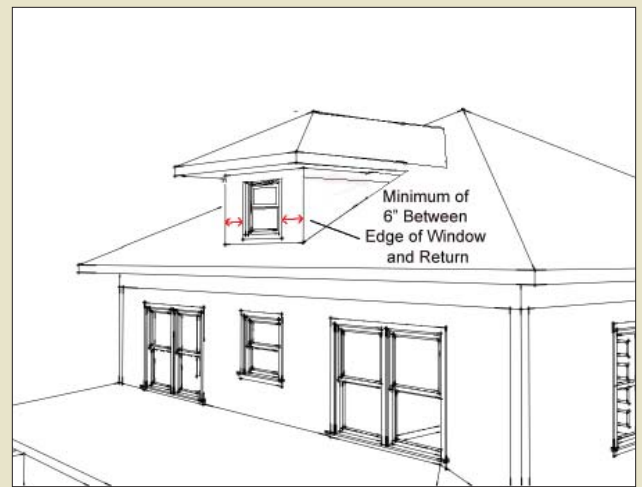 Minimum of
6" Between
Edge of Window
and Return